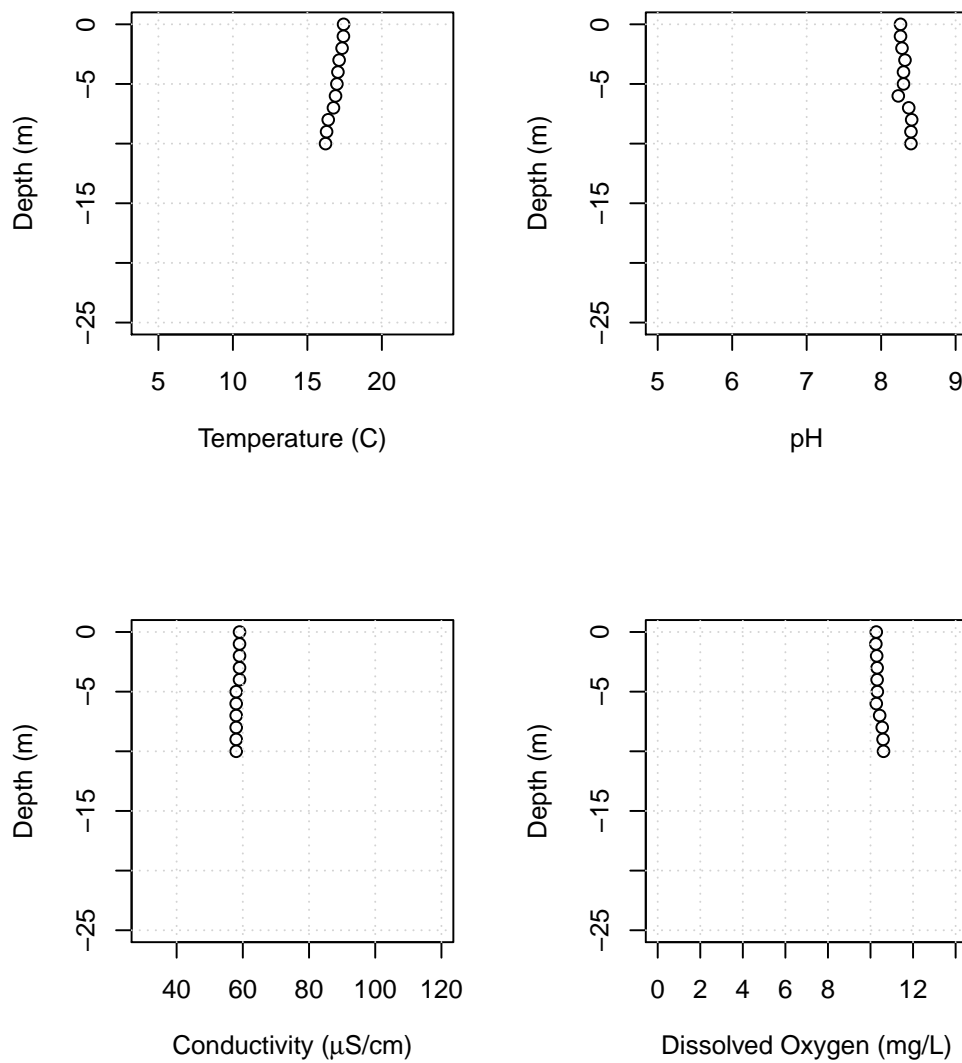 0
−5
−15
−25
Depth (m)
5 10 15 20
Temperature (C)
0
−5
−15
−25
Depth (m)
5 6 7 8 9
pH
0
−5
−15
−25
Depth (m)
40 60 80 100 120
Conductivity (μS/cm)
0
−5
−15
−25
Depth (m)
0 2 4 6 8 12
Dissolved Oxygen (mg/L)